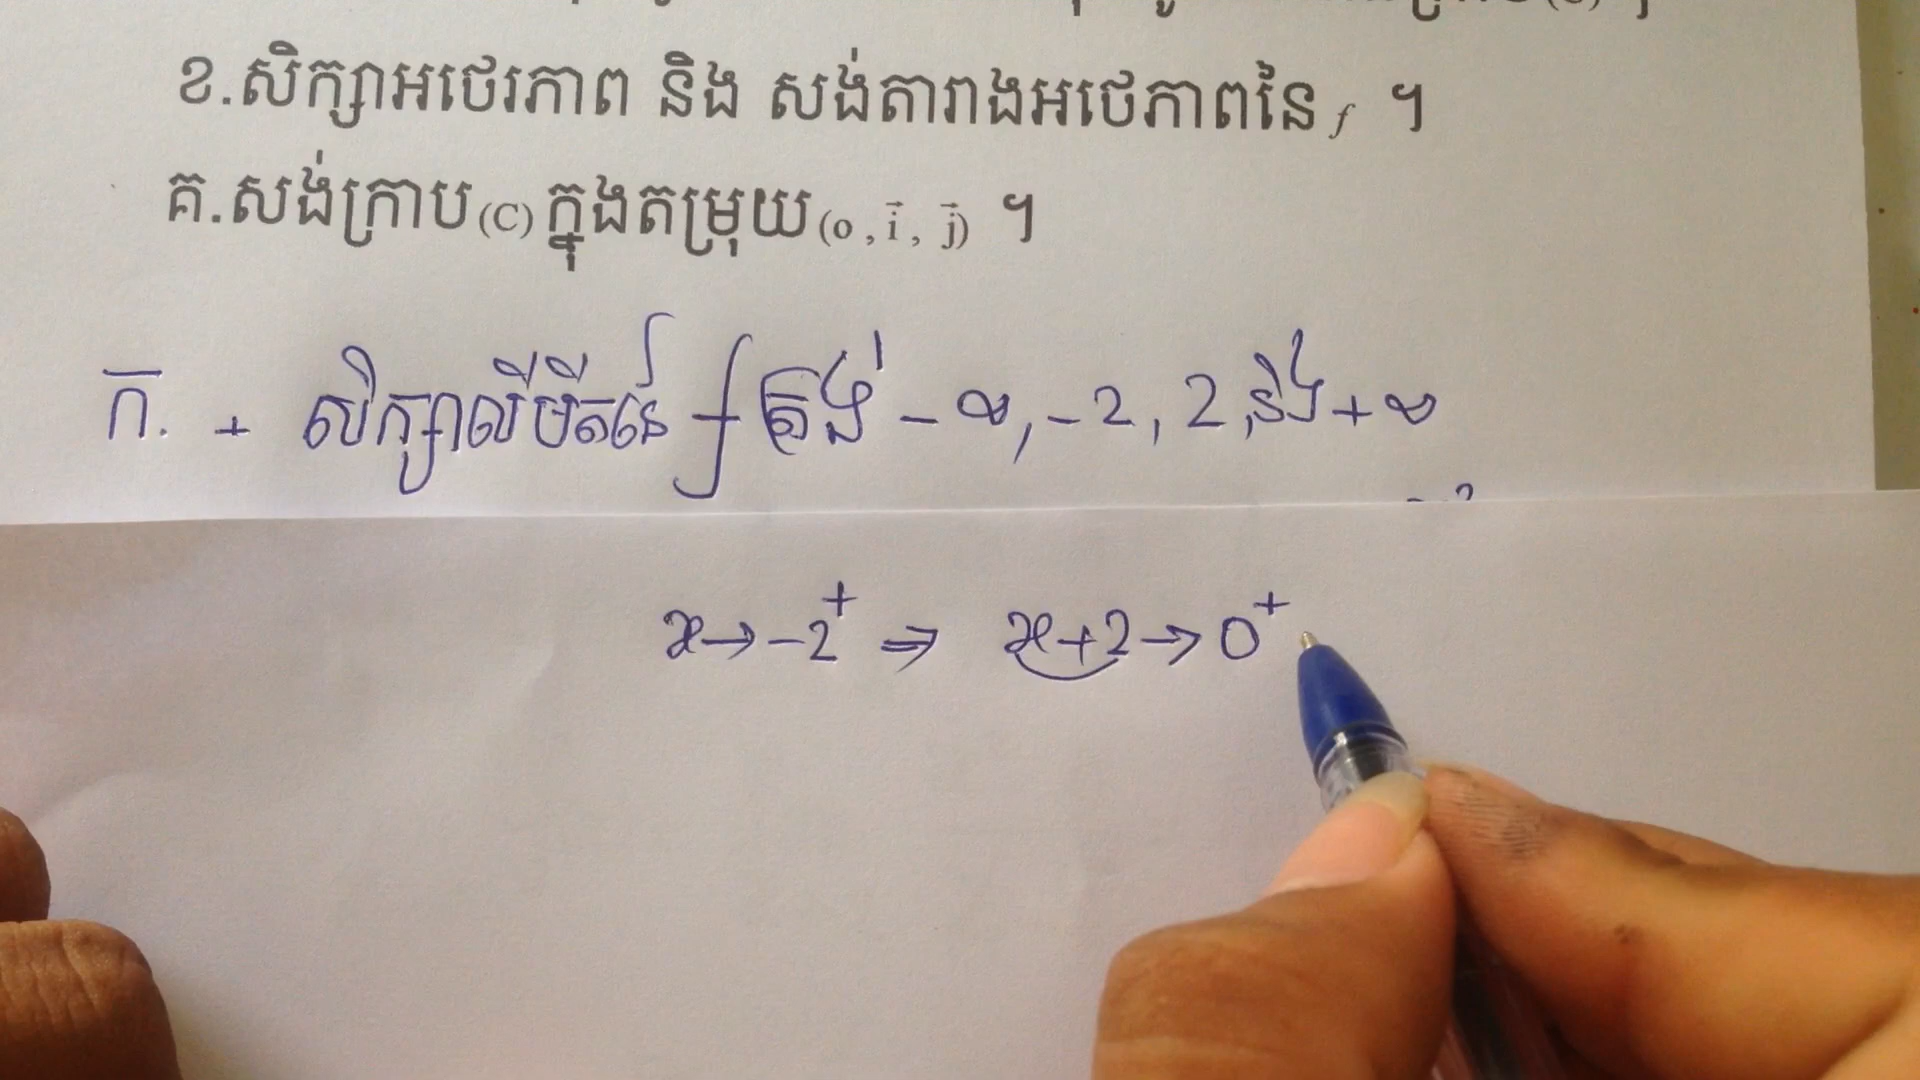 ខ.សិក្សាអថេរភាព និង សង់តារាងអថេភាពនៃ f ។
គ.សង់ក្រាប (C) ក្នុងតម្រុយ (o , i⃗ , j⃗) ។
ក. + សិក្សាលីមីតនៃ f ត្រង់ – ∞, –2, 2, និង +∞
x → –2⁺ ⇒ x+2 → 0⁺